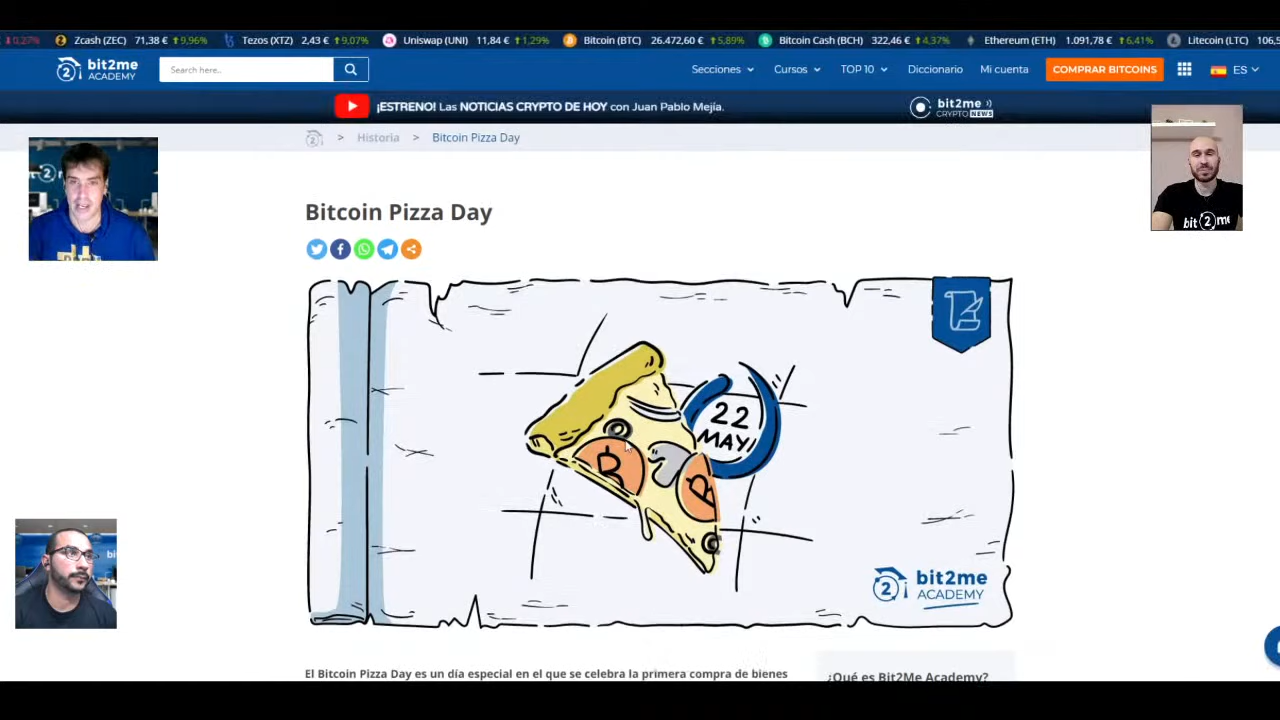 0,27% Zcash (ZEC) 71,38 € 9,96% Tezos (XTZ) 2,43 € 9,07% Uniswap (UNI) 11,84 € 1,29% Bitcoin (BTC) 26.472,60 € 5,89% Bitcoin Cash (BCH) 322,46 € 4,37% Ethereum (ETH) 1.091,78 € 6,41% Litecoin (LTC) 106,5
bit2me
ACADEMY
Search here..
Secciones
Cursos
TOP 10
Diccionario
Mi cuenta
COMPRAR BITCOINS
ES
¡ESTRENO! Las NOTICIAS CRYPTO DE HOY con Juan Pablo Mejía.
bit2me
CRYPTO NEWS
> Historia > Bitcoin Pizza Day
bit2me
Bitcoin Pizza Day
22
MAY
bit2me
ACADEMY
El Bitcoin Pizza Day es un día especial en el que se celebra la primera compra de bienes
¿Qué es Bit2Me Academy?